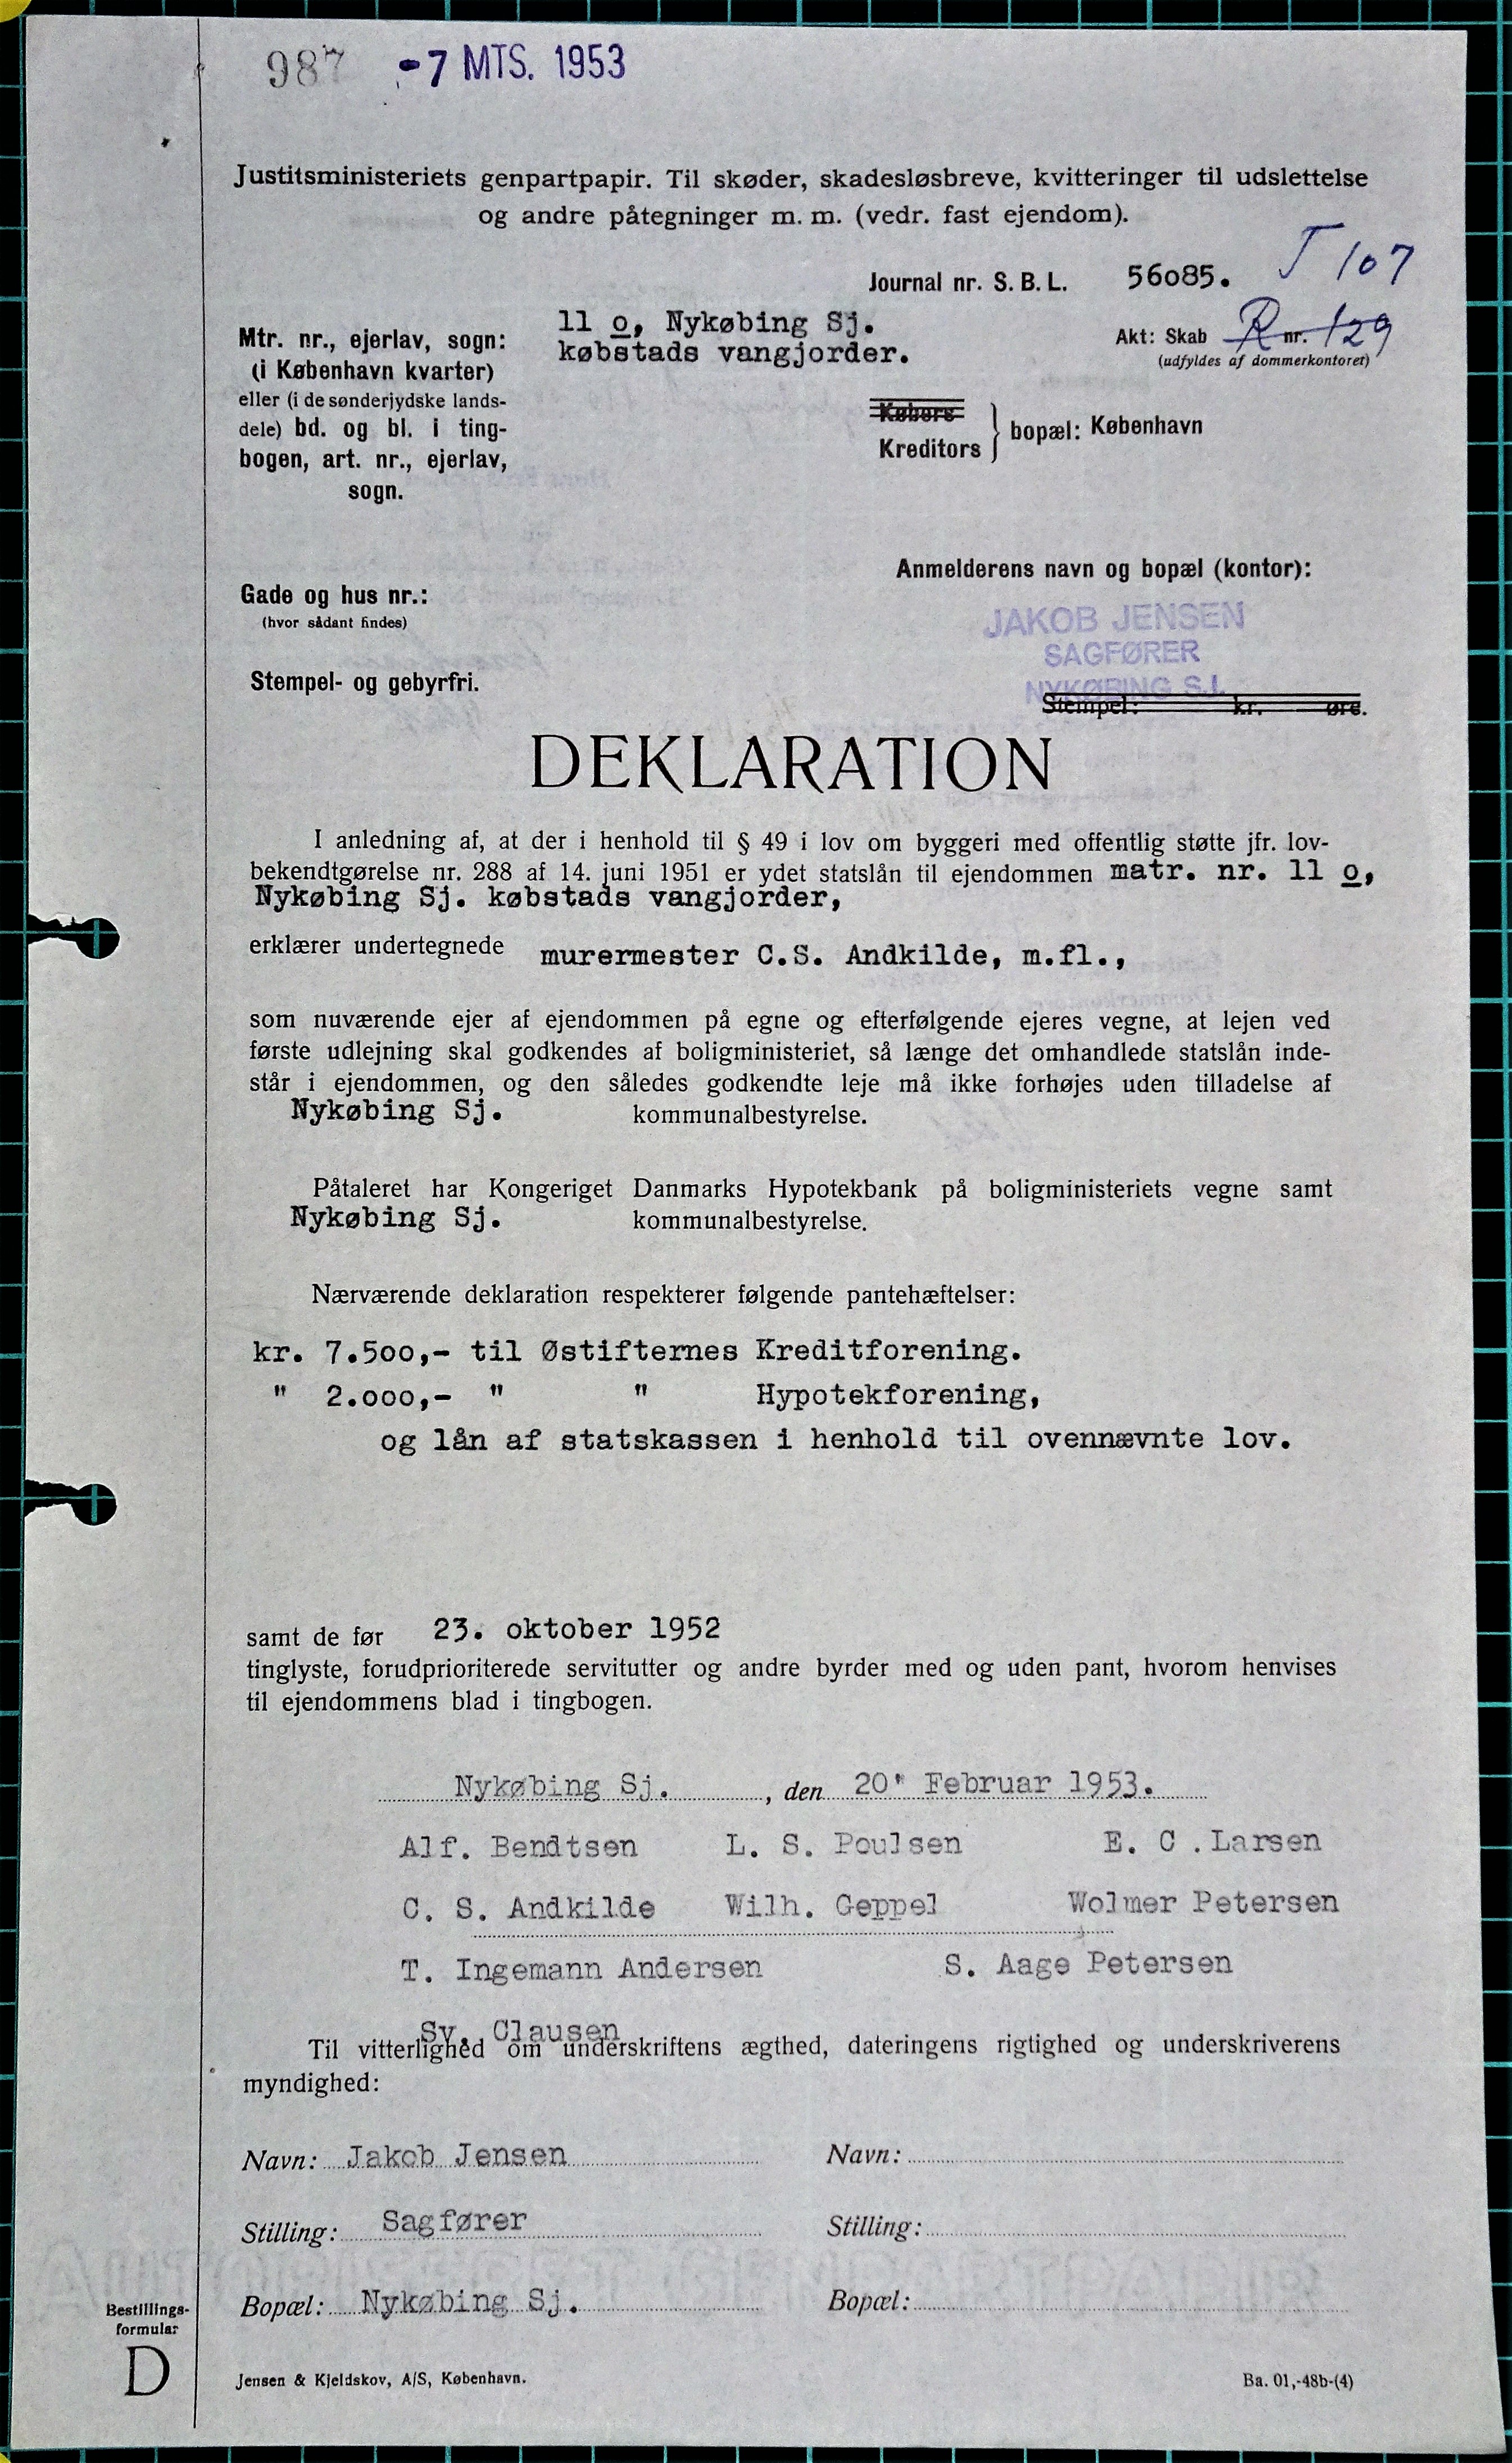 987 -7 MTS. 1953
Justitsministeriets genpartpapir. Til skøder, skadesløsbreve, kvitteringer til udslettelse
og andre påtegninger m. m. (vedr. fast ejendom).
Journal nr. S. B. L. 56085. J 107
Mtr. nr., ejerlav, sogn:
(i København kvarter)
eller (i de sønderjydske lands-
dele) bd. og bl. i ting-
bogen, art. nr., ejerlav,
sogn.
11 o, Nykøbing Sj.
købstads vangjorder.
Akt: Skab R nr. 129
(udfyldes af dommerkontoret)
Købers
Kreditors } bopæl: København
Anmelderens navn og bopæl (kontor):
Gade og hus nr.:
(hvor sådant findes)
JAKOB JENSEN
SAGFØRER
NYKØBING SJ.
Stempel- og gebyrfri.
Stempel: kr. øre.
DEKLARATION
I anledning af, at der i henhold til § 49 i lov om byggeri med offentlig støtte jfr. lov-
bekendtgørelse nr. 288 af 14. juni 1951 er ydet statslån til ejendommen matr. nr. 11 o,
Nykøbing Sj. købstads vangjorder,
erklærer undertegnede murermester C.S. Andkilde, m.fl.,
som nuværende ejer af ejendommen på egne og efterfølgende ejeres vegne, at lejen ved
første udlejning skal godkendes af boligministeriet, så længe det omhandlede statslån inde-
står i ejendommen, og den således godkendte leje må ikke forhøjes uden tilladelse af
Nykøbing Sj. kommunalbestyrelse.
Påtaleret har Kongeriget Danmarks Hypotekbank på boligministeriets vegne samt
Nykøbing Sj. kommunalbestyrelse.
Nærværende deklaration respekterer følgende pantehæftelser:
kr. 7.500,- til Østifternes Kreditforening.
" 2.000,- " " Hypotekforening,
og lån af statskassen i henhold til ovennævnte lov.
samt de før 23. oktober 1952
tinglyste, forudprioriterede servitutter og andre byrder med og uden pant, hvorom henvises
til ejendommens blad i tingbogen.
Nykøbing Sj. , den 20' Februar 1953.
Alf. Bendtsen L. S. Poulsen E. C .Larsen
C. S. Andkilde Wilh. Geppel Wolmer Petersen
T. Ingemann Andersen S. Aage Petersen
Sv. Clausen
Til vitterlighed om underskriftens ægthed, dateringens rigtighed og underskriverens
myndighed:
Navn: Jakob Jensen Navn:
Stilling: Sagfører Stilling:
Bopæl: Nykøbing Sj. Bopæl:
Bestillings-
formular
D
Jensen & Kjeldskov, A/S, København. Ba. 01,-48b-(4)